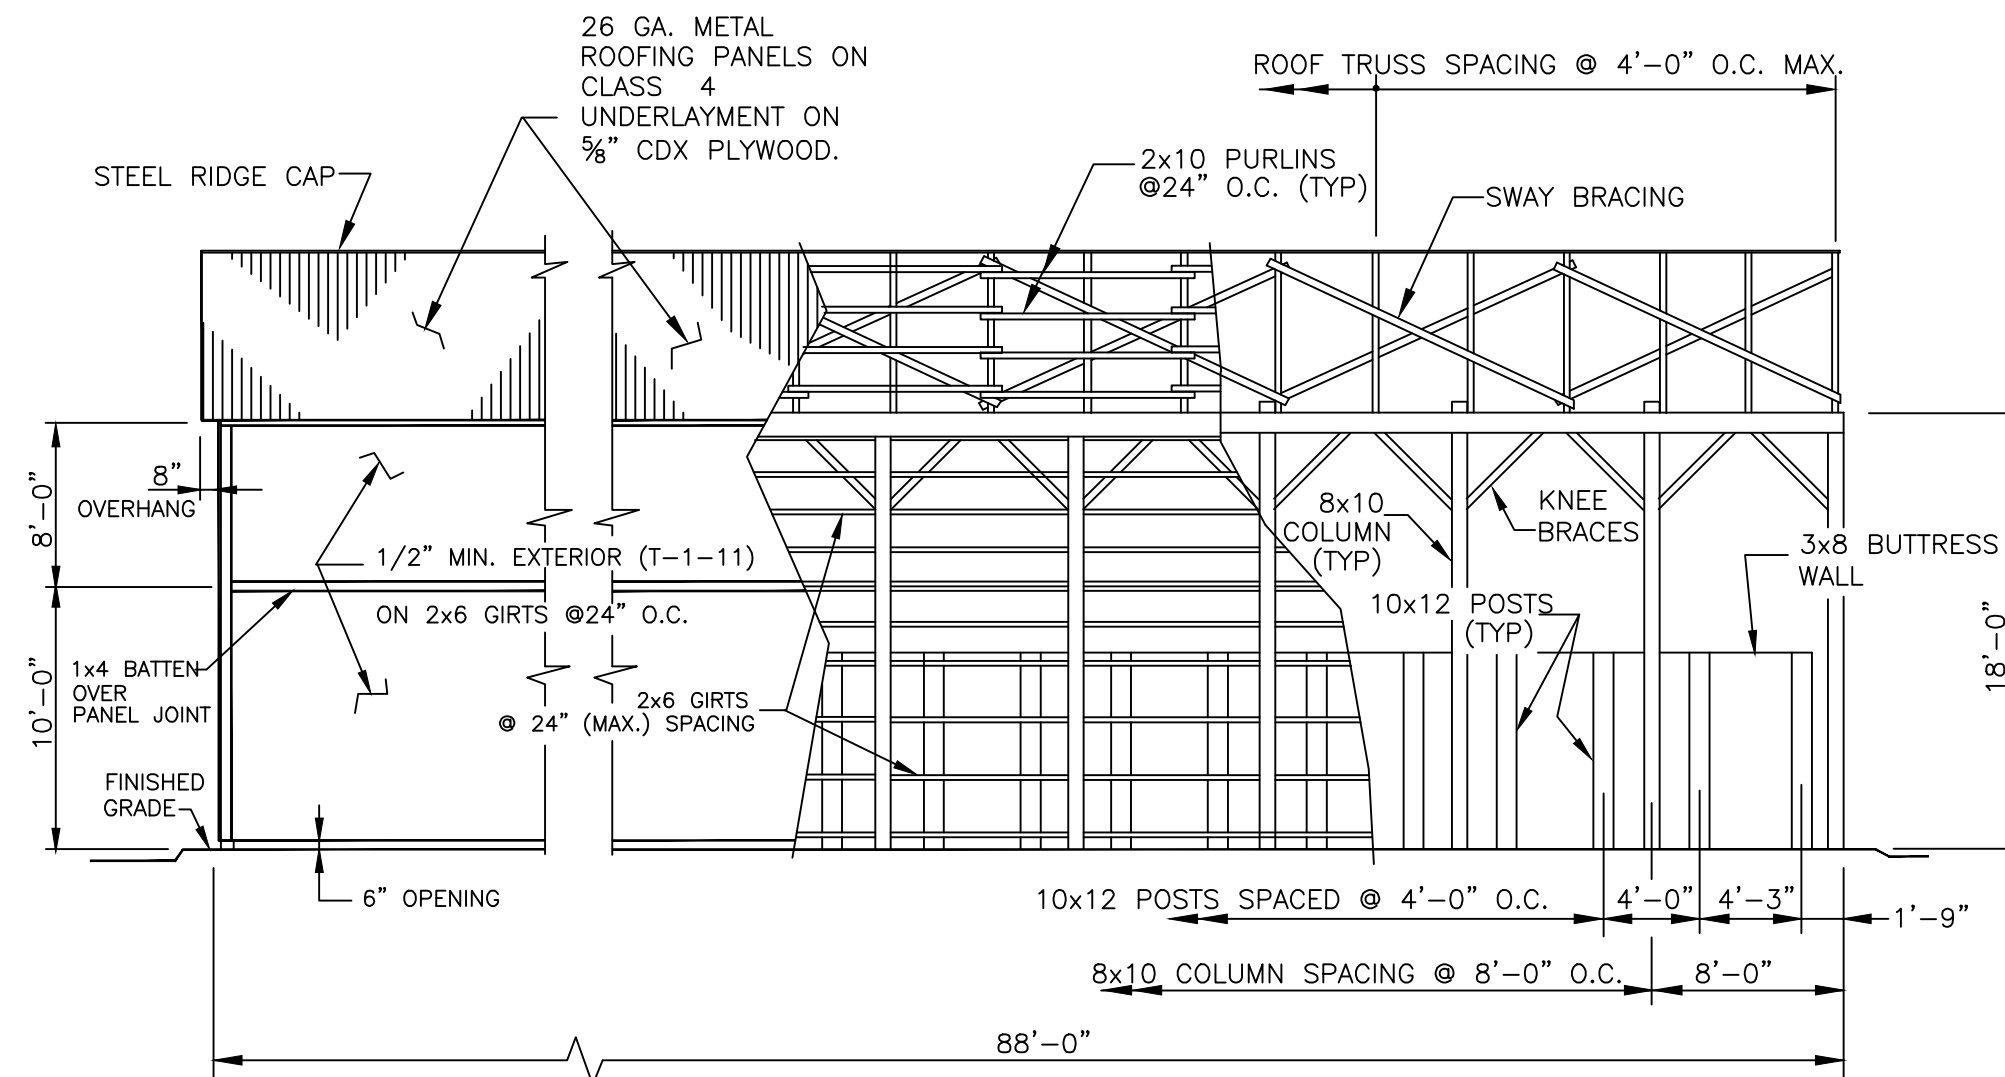 26 GA. METAL
ROOFING PANELS ON
CLASS 4
UNDERLAYMENT ON
⅝” CDX PLYWOOD.
ROOF TRUSS SPACING @ 4’-0” O.C. MAX.
STEEL RIDGE CAP
2x10 PURLINS
@24” O.C. (TYP)
SWAY BRACING
8’-0”
8”
OVERHANG
1/2” MIN. EXTERIOR (T-1-11)
ON 2x6 GIRTS @24” O.C.
8x10
COLUMN
(TYP)
KNEE
BRACES
3x8 BUTTRESS
WALL
10x12 POSTS
(TYP)
18’-0”
10’-0”
1x4 BATTEN
OVER
PANEL JOINT
2x6 GIRTS
@ 24” (MAX.) SPACING
FINISHED
GRADE
6” OPENING
10x12 POSTS SPACED @ 4’-0” O.C.
4’-0”
4’-3”
1’-9”
8x10 COLUMN SPACING @ 8’-0” O.C.
8’-0”
88’-0”